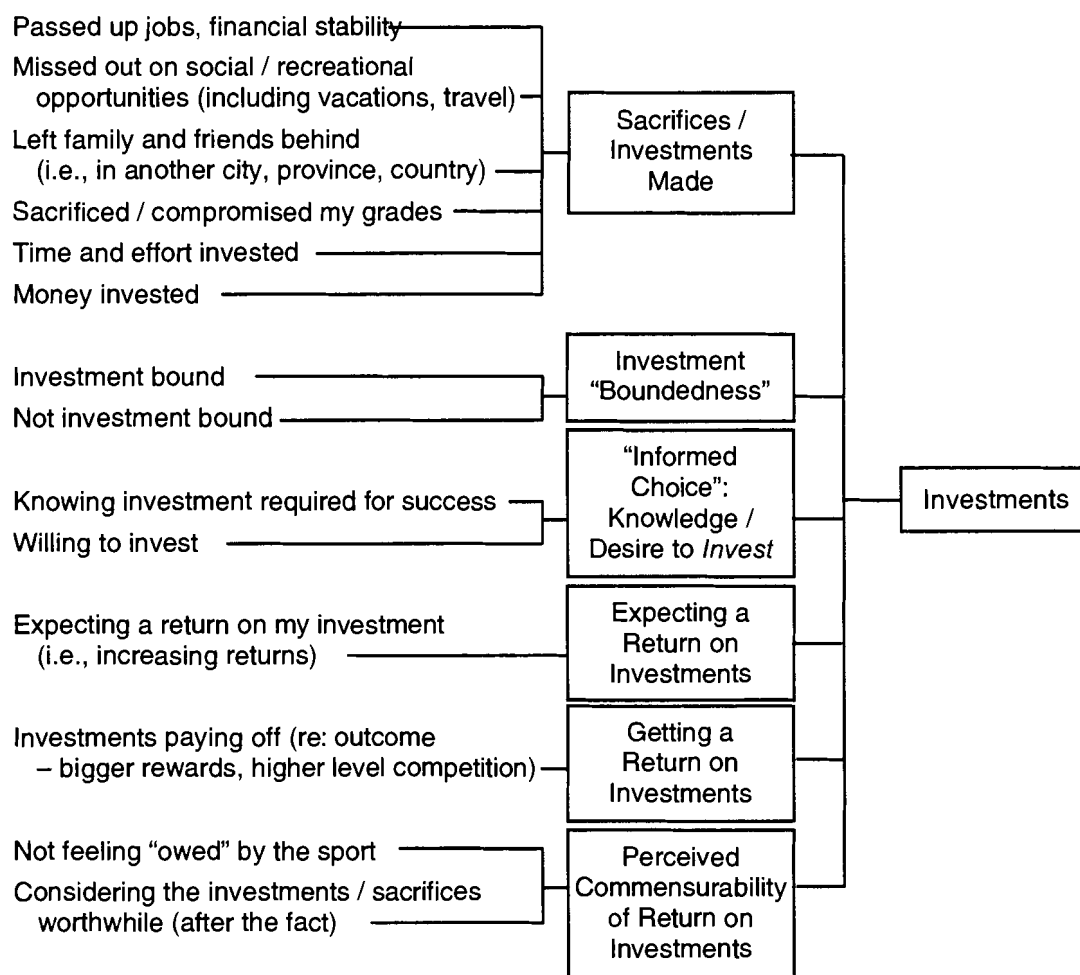 Passed up jobs, financial stability
Missed out on social / recreational
opportunities (including vacations, travel)
Left family and friends behind
(i.e., in another city, province, country)
Sacrificed / compromised my grades
Time and effort invested
Money invested
Sacrifices /
Investments
Made
Investment bound
Not investment bound
Investment
“Boundedness”
Knowing investment required for success
Willing to invest
“Informed
Choice”:
Knowledge /
Desire to Invest
Expecting a return on my investment
(i.e., increasing returns)
Expecting a
Return on
Investments
Investments paying off (re: outcome
– bigger rewards, higher level competition)
Getting a
Return on
Investments
Not feeling “owed” by the sport
Considering the investments / sacrifices
worthwhile (after the fact)
Perceived
Commensurability
of Return on
Investments
Investments